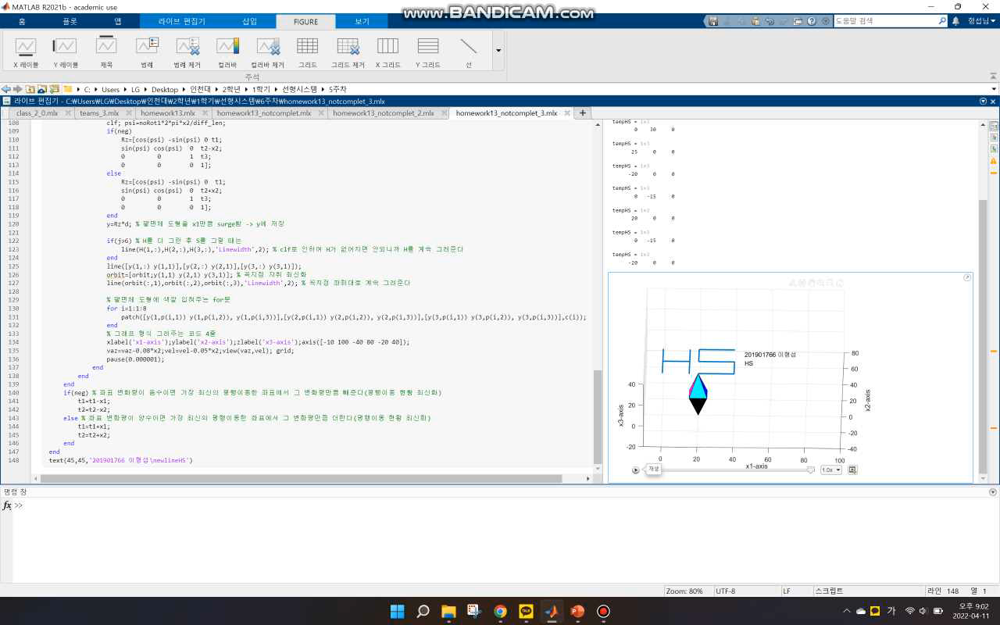 MATLAB R2021b - academic use
www.BANDICAM.com
홈 플롯 앱 라이브 편집기 삽입 FIGURE 보기
도움말 검색
형섭님
X 레이블 Y 레이블 제목 범례 범례 제거 컬러바 컬러바 제거 그리드 그리드 제거 X 그리드 Y 그리드 선
주석
C: Users LG Desktop 인천대 2학년 1학기 선형시스템 5주차
라이브 편집기 - C:₩Users₩LG₩Desktop₩인천대₩2학년₩1학기₩선형시스템₩6주차₩homework13_notcomplet_3.mlx
class_2_0.mlx teams_3.mlx homework13.mlx homework13_notcomplet.mlx homework13_notcomplet_2.mlx homework13_notcomplet_3.mlx
108 clf; psi=noRot1*2*pi*x2/diff_len;
109 if(neg)
110 Rz=[cos(psi) -sin(psi) 0 t1;
111 sin(psi) cos(psi) 0 t2-x2;
112 0 0 1 t3;
113 0 0 0 1];
114 else
115 Rz=[cos(psi) -sin(psi) 0 t1;
116 sin(psi) cos(psi) 0 t2+x2;
117 0 0 1 t3;
118 0 0 0 1];
119 end
120 y=Rz*d; % 팔면체 도형을 x1만큼 surge함 -> y에 저장
121
122 if(j>6) % H를 다 그린 후 S를 그릴 때는
123 line(H(1,:),H(2,:),H(3,:),'Linewidth',2); % clf로 인하여 H가 없어지면 안되니까 H를 계속 그려준다
124 end
125 line([y(1,:) y(1,1)],[y(2,:) y(2,1)],[y(3,:) y(3,1)]);
126 orbit=[orbit;y(1,1) y(2,1) y(3,1)]; % 꼭지점 자취 최신화
127 line(orbit(:,1),orbit(:,2),orbit(:,3),'Linewidth',2); % 꼭지점 좌취대로 계속 그려준다
128
129 % 팔면체 도형에 색깔 입혀주는 for문
130 for i=1:1:8
131 patch([y(1,p(i,1)) y(1,p(i,2)), y(1,p(i,3))],[y(2,p(i,1)) y(2,p(i,2)), y(2,p(i,3))],[y(3,p(i,1)) y(3,p(i,2)), y(3,p(i,3))],c(i));
132 end
133 % 그래프 형식 그려주는 코드 4줄
134 xlabel('x1-axis');ylabel('x2-axis');zlabel('x3-axis');axis([-10 100 -40 80 -20 40]);
135 vaz=vaz-0.08*x2;vel=vel-0.05*x2;view(vaz,vel); grid;
136 pause(0.000001);
137 end
138 end
139 end
140 if(neg) % 좌표 변화량이 음수이면 가장 최신의 평행이동한 좌표에서 그 변화량만큼 빼준다(평행이동 현황 최신화)
141 t1=t1-x1;
142 t2=t2-x2;
143 else % 좌표 변화량이 양수이면 가장 최신의 평행이동한 좌표에서 그 변화량만큼 더한다(평행이동 현황 최신화)
144 t1=t1+x1;
145 t2=t2+x2;
146 end
147 end
148 text(45,45,'201901766 이형섭\newlineHS')
tempHS = 1×3
0 30 0
tempHS = 1×3
25 0 0
tempHS = 1×3
-20 0 0
tempHS = 1×3
0 -15 0
tempHS = 1×3
20 0 0
tempHS = 1×3
0 -15 0
tempHS = 1×3
-20 0 0
201901766 이형섭
HS
80
60
40
20
0
-20
-40
x2-axis
40
20
0
-20
x3-axis
0 20 40 60 80 100
x1-axis
재생
1.0x
명령 창
fx >>
Zoom: 80% UTF-8 LF 스크립트 라인 148 열 1
TALK
가
오후 9:02
2022-04-11